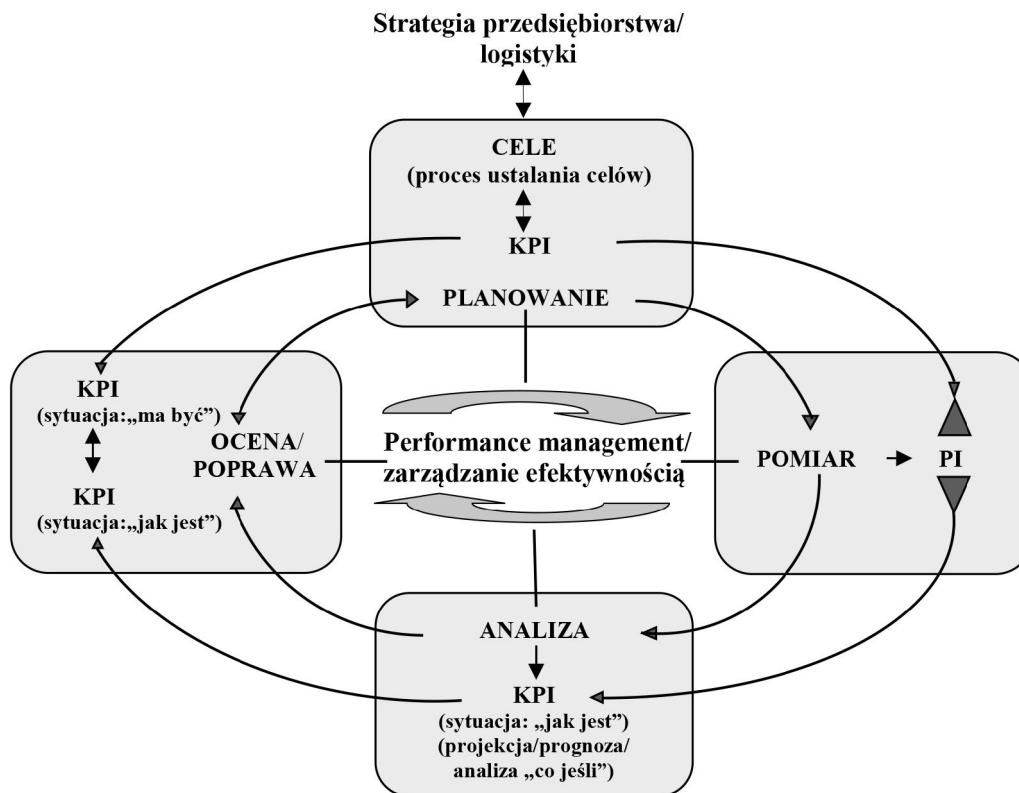 Strategia przedsiębiorstwa/
logistyki
CELE
(proces ustalania celów)
KPI
PLANOWANIE
KPI
(sytuacja:„ma być”)
OCENA/
POPRAWA
KPI
(sytuacja:„jak jest”)
Performance management/
zarządzanie efektywnością
POMIAR
PI
ANALIZA
KPI
(sytuacja: „jak jest”)
(projekcja/prognoza/
analiza „co jeśli”)